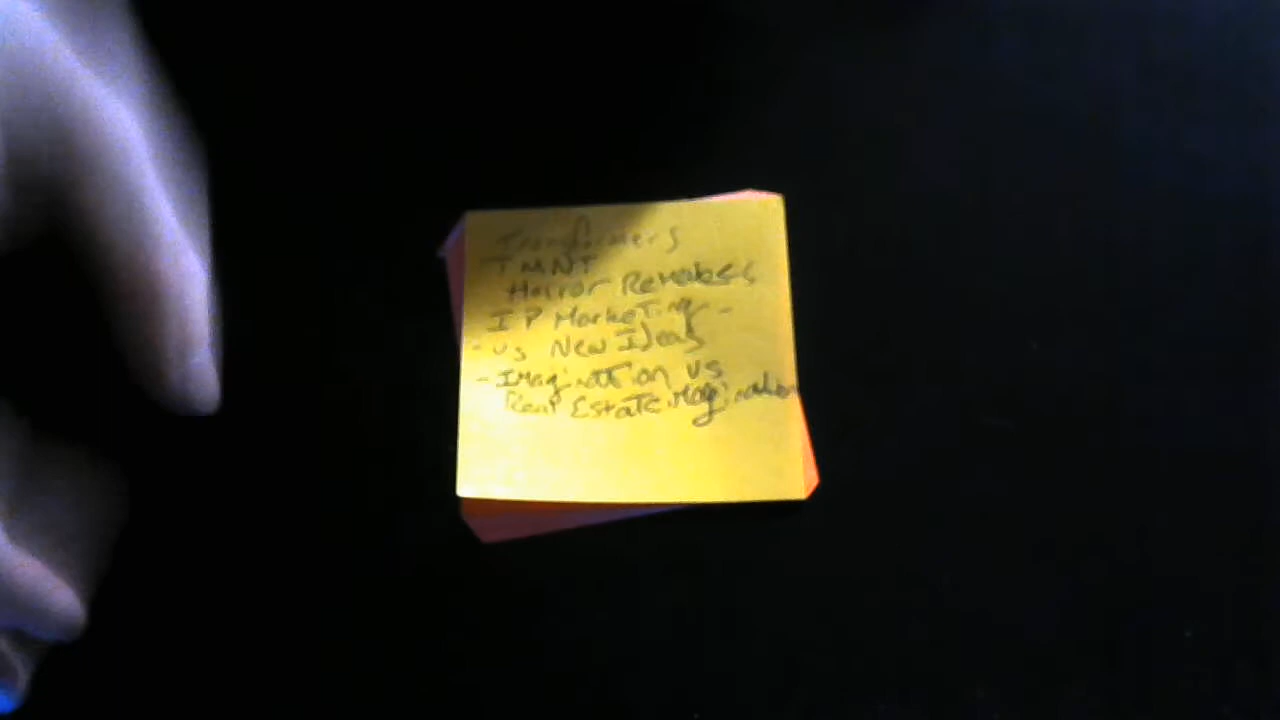 Transformers
TMNT
Horror Remakes
IP Marketing -
- vs New Ideas
- Imagination vs
Real Estate Imagination